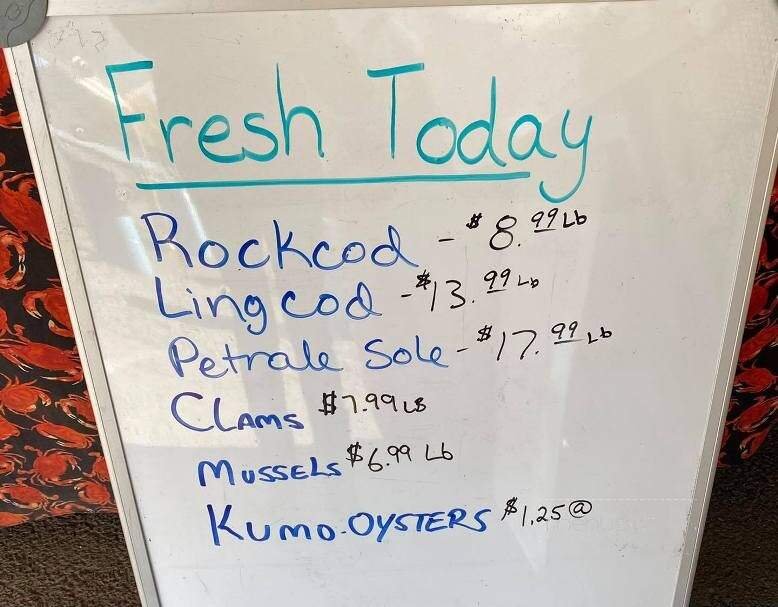 Fresh Today
Rockcod - $8.99 Lb
Lingcod - $13.99 Lb
Petrale Sole - $17.99 Lb
CLAMS $7.99 LB
MUSSELS $6.99 Lb
KUMO-OYSTERS $1.25@